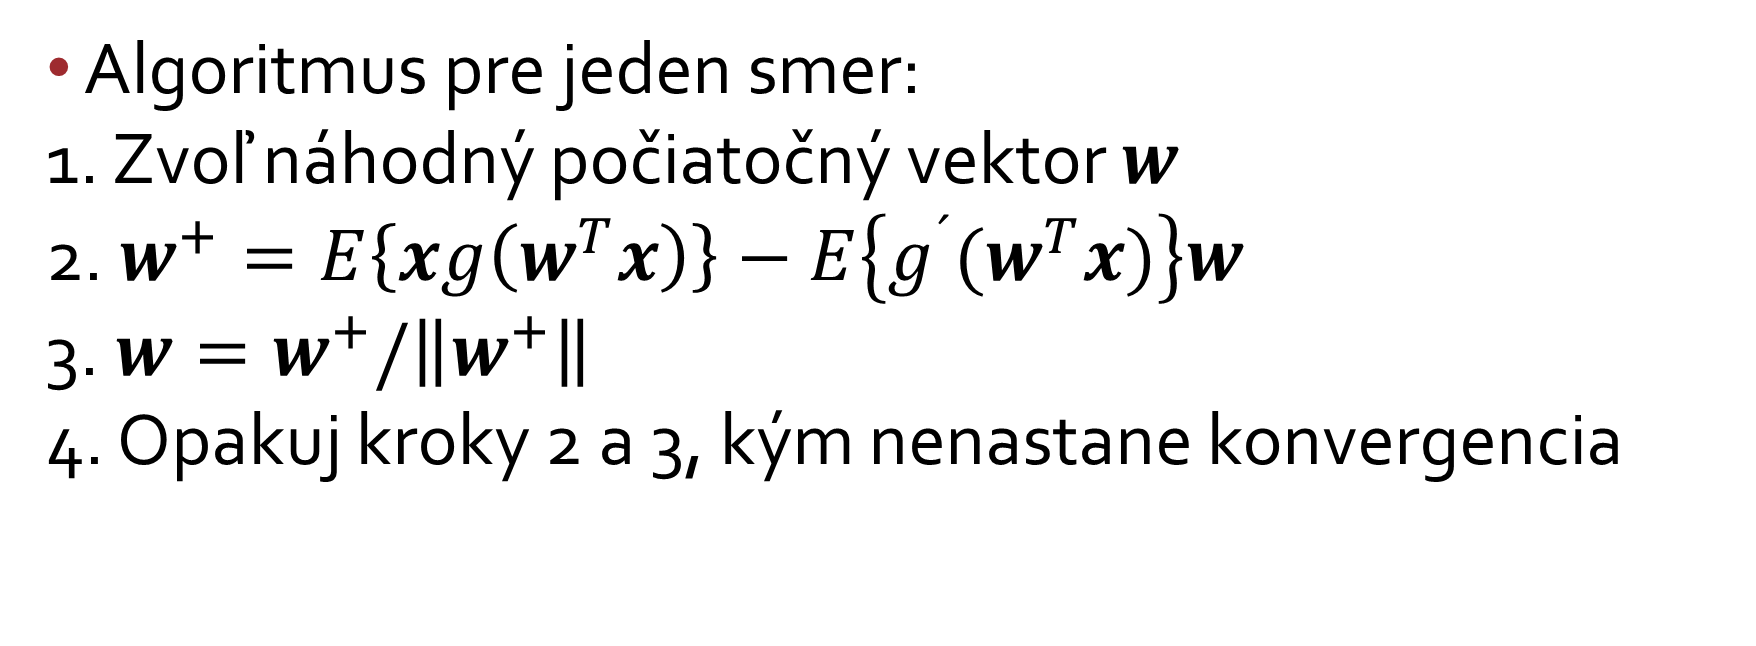 • Algoritmus pre jeden smer:
1. Zvoľ náhodný počiatočný vektor w
2. w⁺ = E{xg(wᵀx)} − E{g´(wᵀx)}w
3. w = w⁺/‖w⁺‖
4. Opakuj kroky 2 a 3, kým nenastane konvergencia